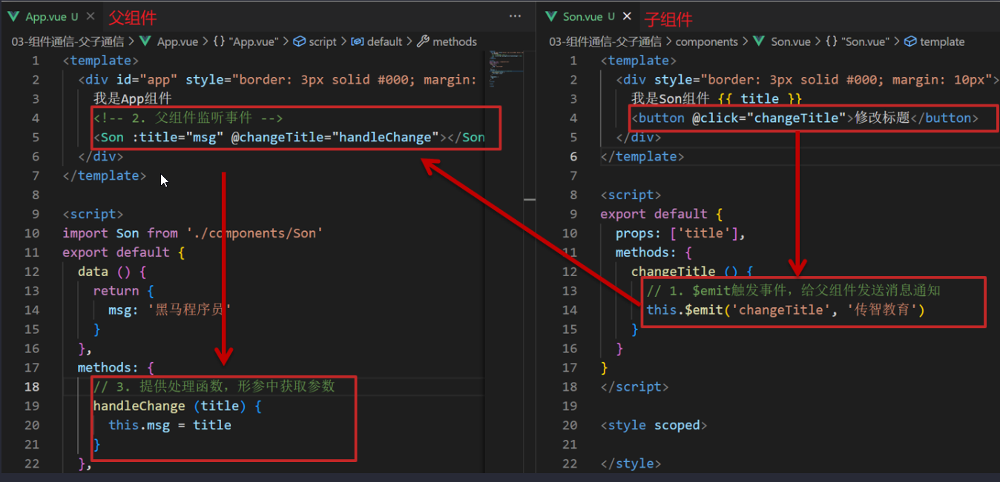 App.vue U 父组件
03-组件通信-父子通信 > App.vue > {} "App.vue" > script > default > methods
1 <template>
2 <div id="app" style="border: 3px solid #000; margin:
3 我是App组件
4 <!-- 2. 父组件监听事件 -->
5 <Son :title="msg" @changeTitle="handleChange"></Son
6 </div>
7 </template>
8
9 <script>
10 import Son from './components/Son'
11 export default {
12 data () {
13 return {
14 msg: '黑马程序员'
15 }
16 },
17 methods: {
18 // 3. 提供处理函数，形参中获取参数
19 handleChange (title) {
20 this.msg = title
21 }
22 },
Son.vue U 子组件
03-组件通信-父子通信 > components > Son.vue > {} "Son.vue" > template
1 <template>
2 <div style="border: 3px solid #000; margin: 10px">
3 我是Son组件 {{ title }}
4 <button @click="changeTitle">修改标题</button>
5 </div>
6 </template>
7
8 <script>
9 export default {
10 props: ['title'],
11 methods: {
12 changeTitle () {
13 // 1. $emit触发事件，给父组件发送消息通知
14 this.$emit('changeTitle', '传智教育')
15 }
16 }
17 }
18 </script>
19
20 <style scoped>
21
22 </style>